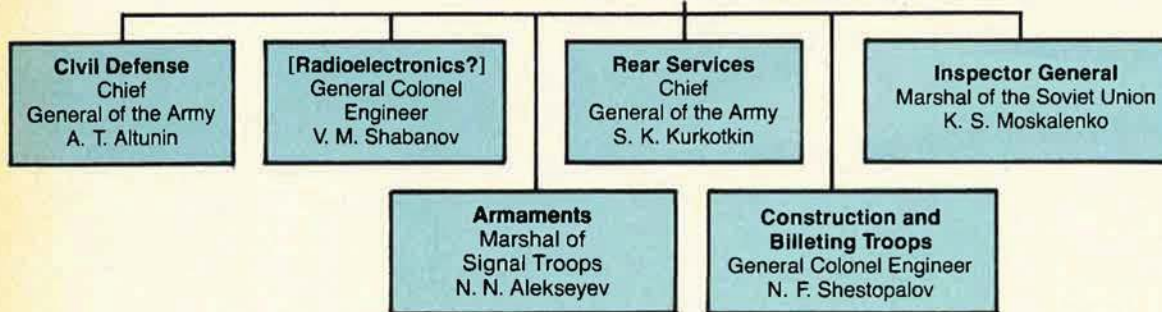 Civil Defense
Chief
General of the Army
A. T. Altunin
[Radioelectronics?]
General Colonel
Engineer
V. M. Shabanov
Rear Services
Chief
General of the Army
S. K. Kurkotkin
Inspector General
Marshal of the Soviet Union
K. S. Moskalenko
Armaments
Marshal of
Signal Troops
N. N. Alekseyev
Construction and
Billeting Troops
General Colonel Engineer
N. F. Shestopalov